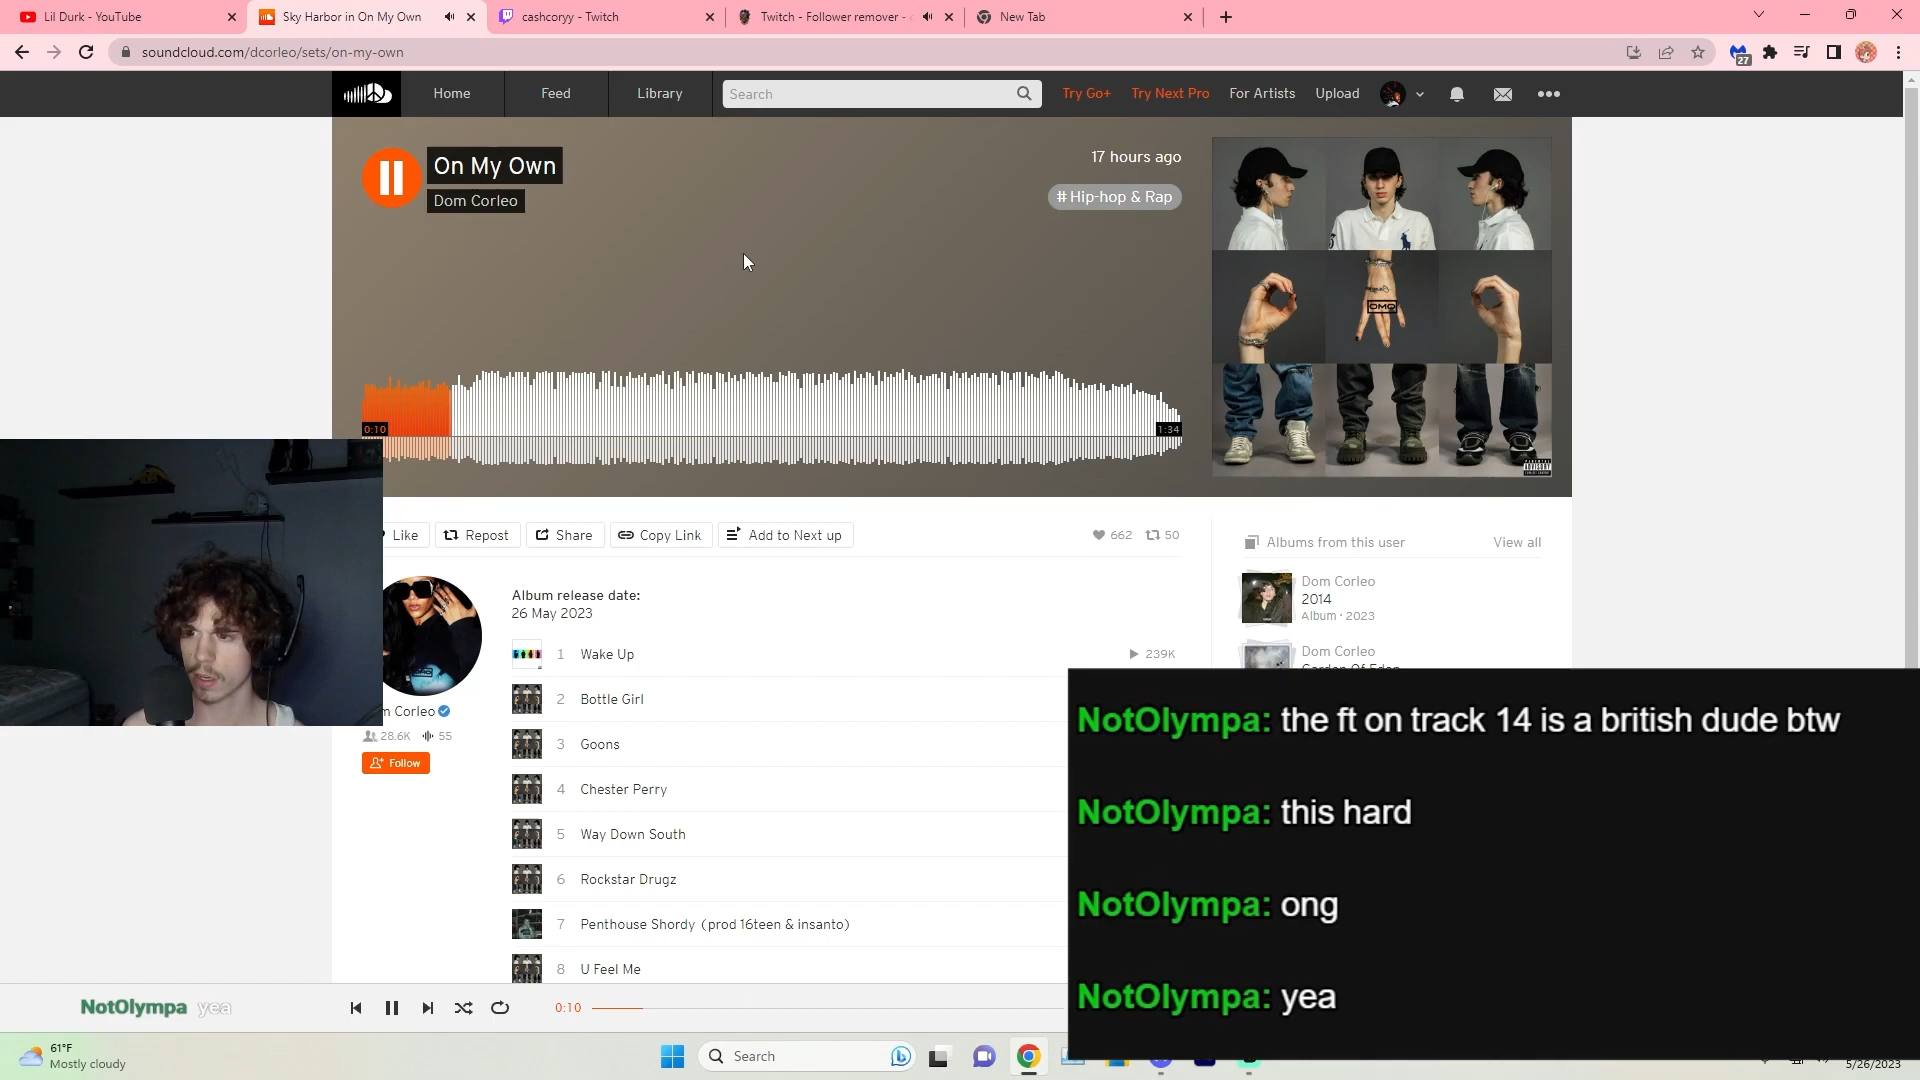 Lil Durk - YouTube
Sky Harbor in On My Own
cashcoryy - Twitch
Twitch - Follower remover -
New Tab
soundcloud.com/dcorleo/sets/on-my-own
27
Home
Feed
Library
Search
Try Go+
Try Next Pro
For Artists
Upload
On My Own
Dom Corleo
17 hours ago
# Hip-hop & Rap
OMO
0:10
1:34
Like
Repost
Share
Copy Link
Add to Next up
662
50
Albums from this user
View all
Album release date:
26 May 2023
Dom Corleo
2014
Album · 2023
Dom Corleo
Garden Of Eden
1 Wake Up
239K
2 Bottle Girl
3 Goons
4 Chester Perry
5 Way Down South
6 Rockstar Drugz
7 Penthouse Shordy (prod 16teen & insanto)
8 U Feel Me
m Corleo
28.6K
55
Follow
NotOlympa: the ft on track 14 is a british dude btw
NotOlympa: this hard
NotOlympa: ong
NotOlympa: yea
NotOlympa yea
0:10
61°F
Mostly cloudy
Search
5/26/2023